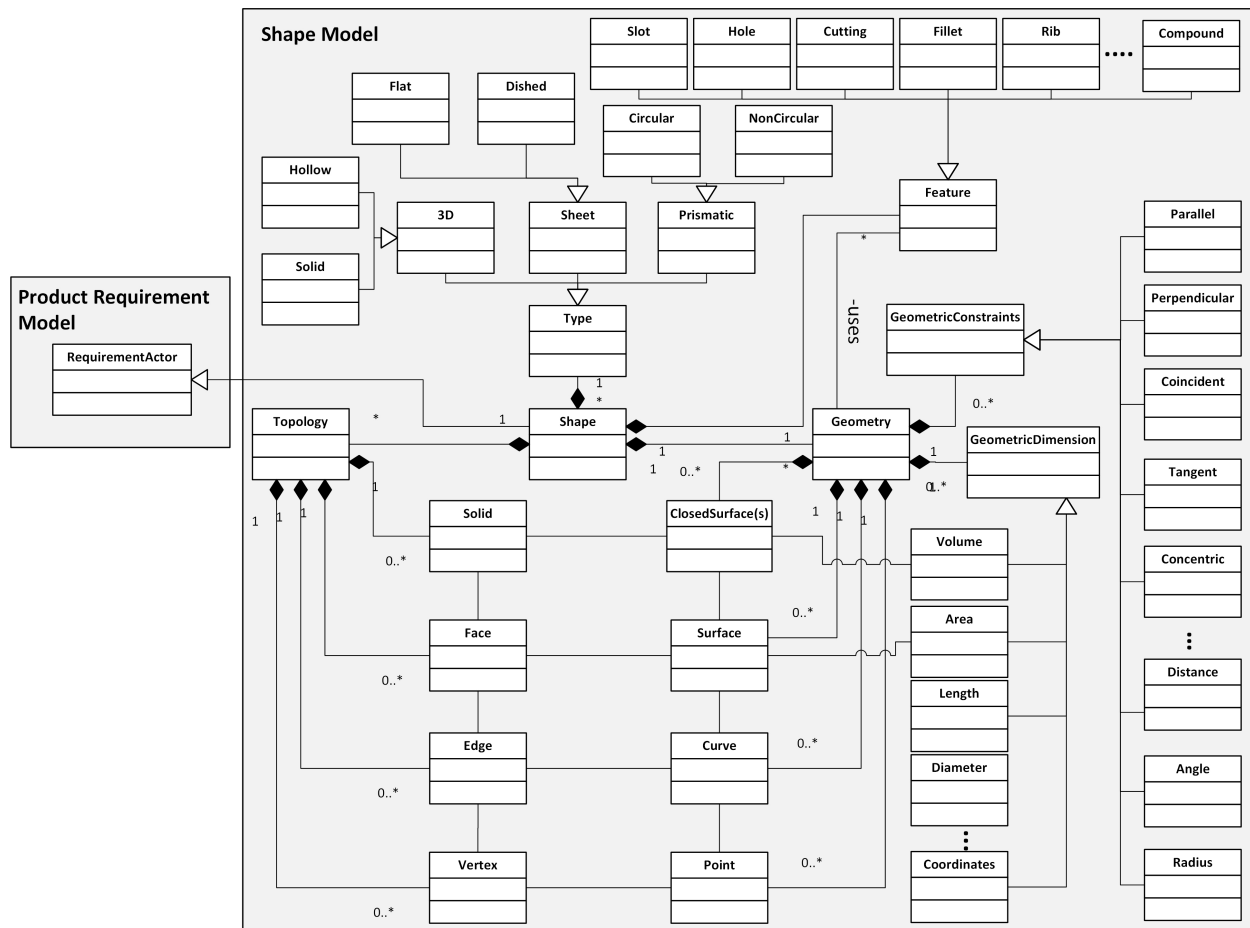 Shape Model
Slot
Hole
Cutting
Fillet
Rib
Compound
Flat
Dished
Circular
NonCircular
Hollow
3D
Sheet
Prismatic
Feature
Parallel
*
Solid
Product Requirement
Model
Type
-uses
GeometricConstraints
Perpendicular
RequirementActor
1
*
Coincident
0..*
Topology
*
1
Shape
1
1
Geometry
1
GeometricDimension
1
0..*
*
1
0..*
Tangent
1
1
1
1
0..*
Solid
ClosedSurface(s)
1
1
1
Volume
Concentric
0..*
Face
Surface
Area
0..*
Distance
Length
Edge
Curve
0..*
0..*
Diameter
Angle
Vertex
Point
0..*
Coordinates
Radius
0..*